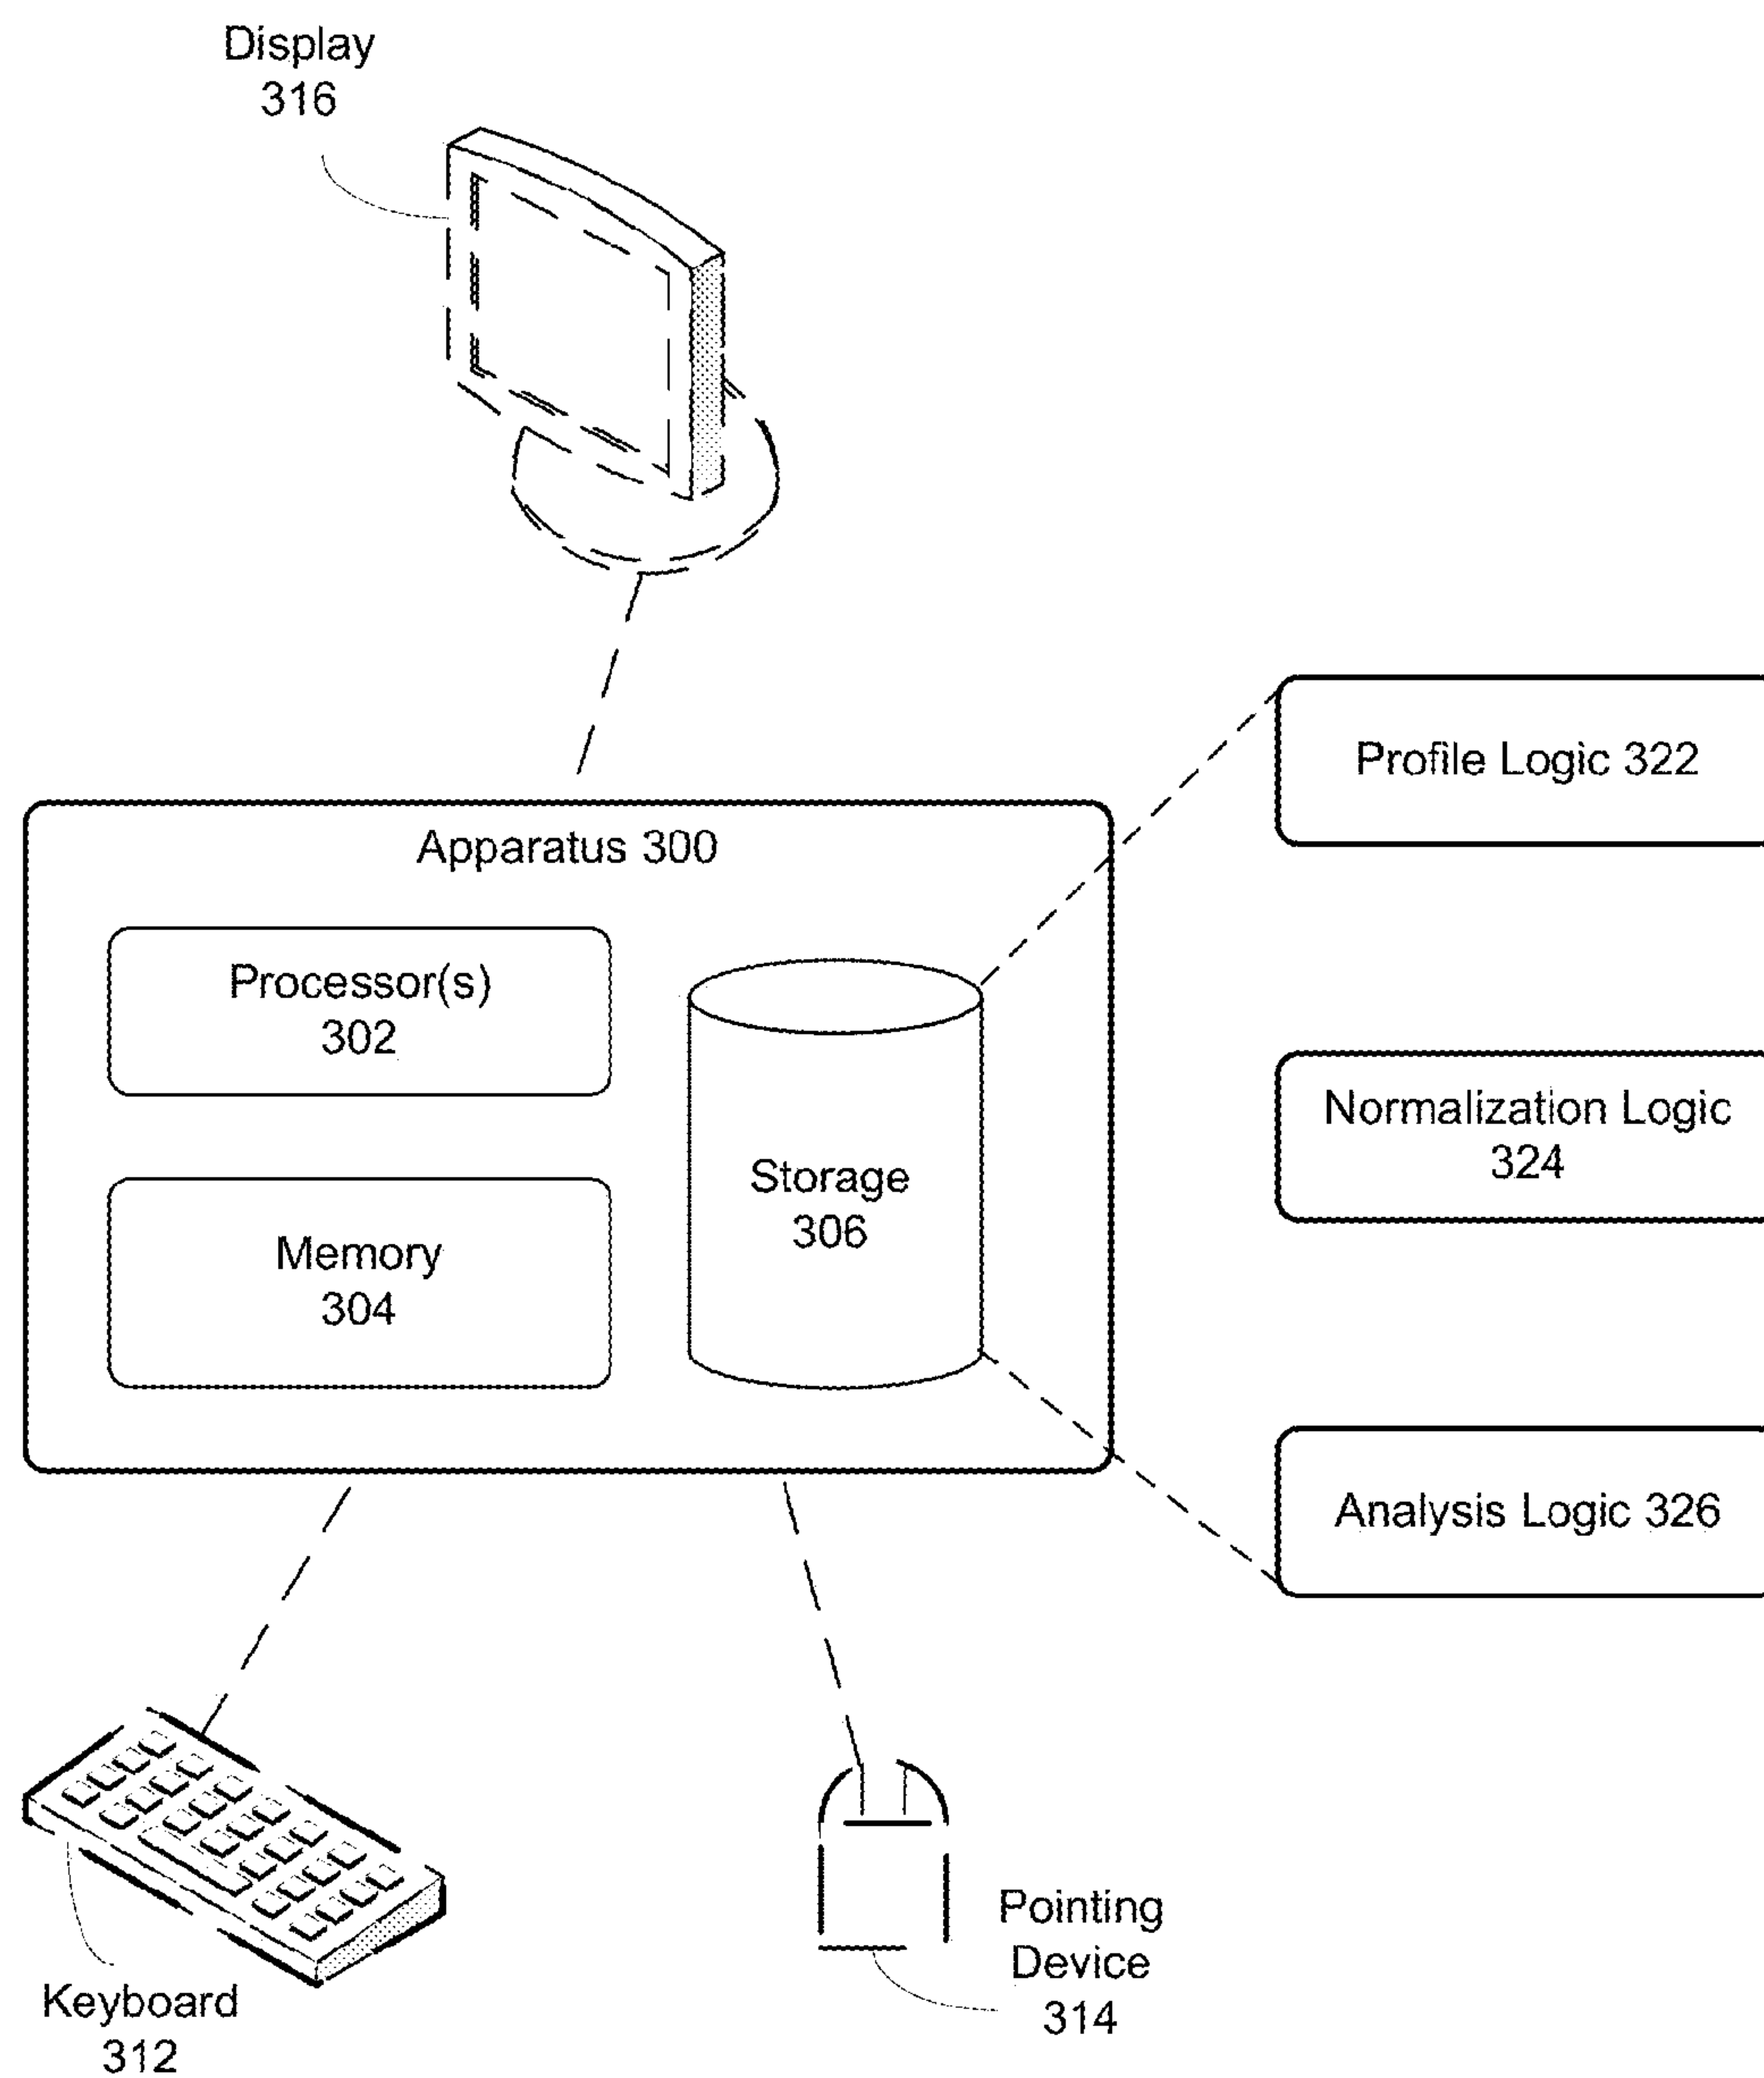 Display
316
Profile Logic 322
Apparatus 300
Processor(s)
302
Normalization Logic
324
Storage
306
Memory
304
Analysis Logic 326
Pointing
Device
314
Keyboard
312